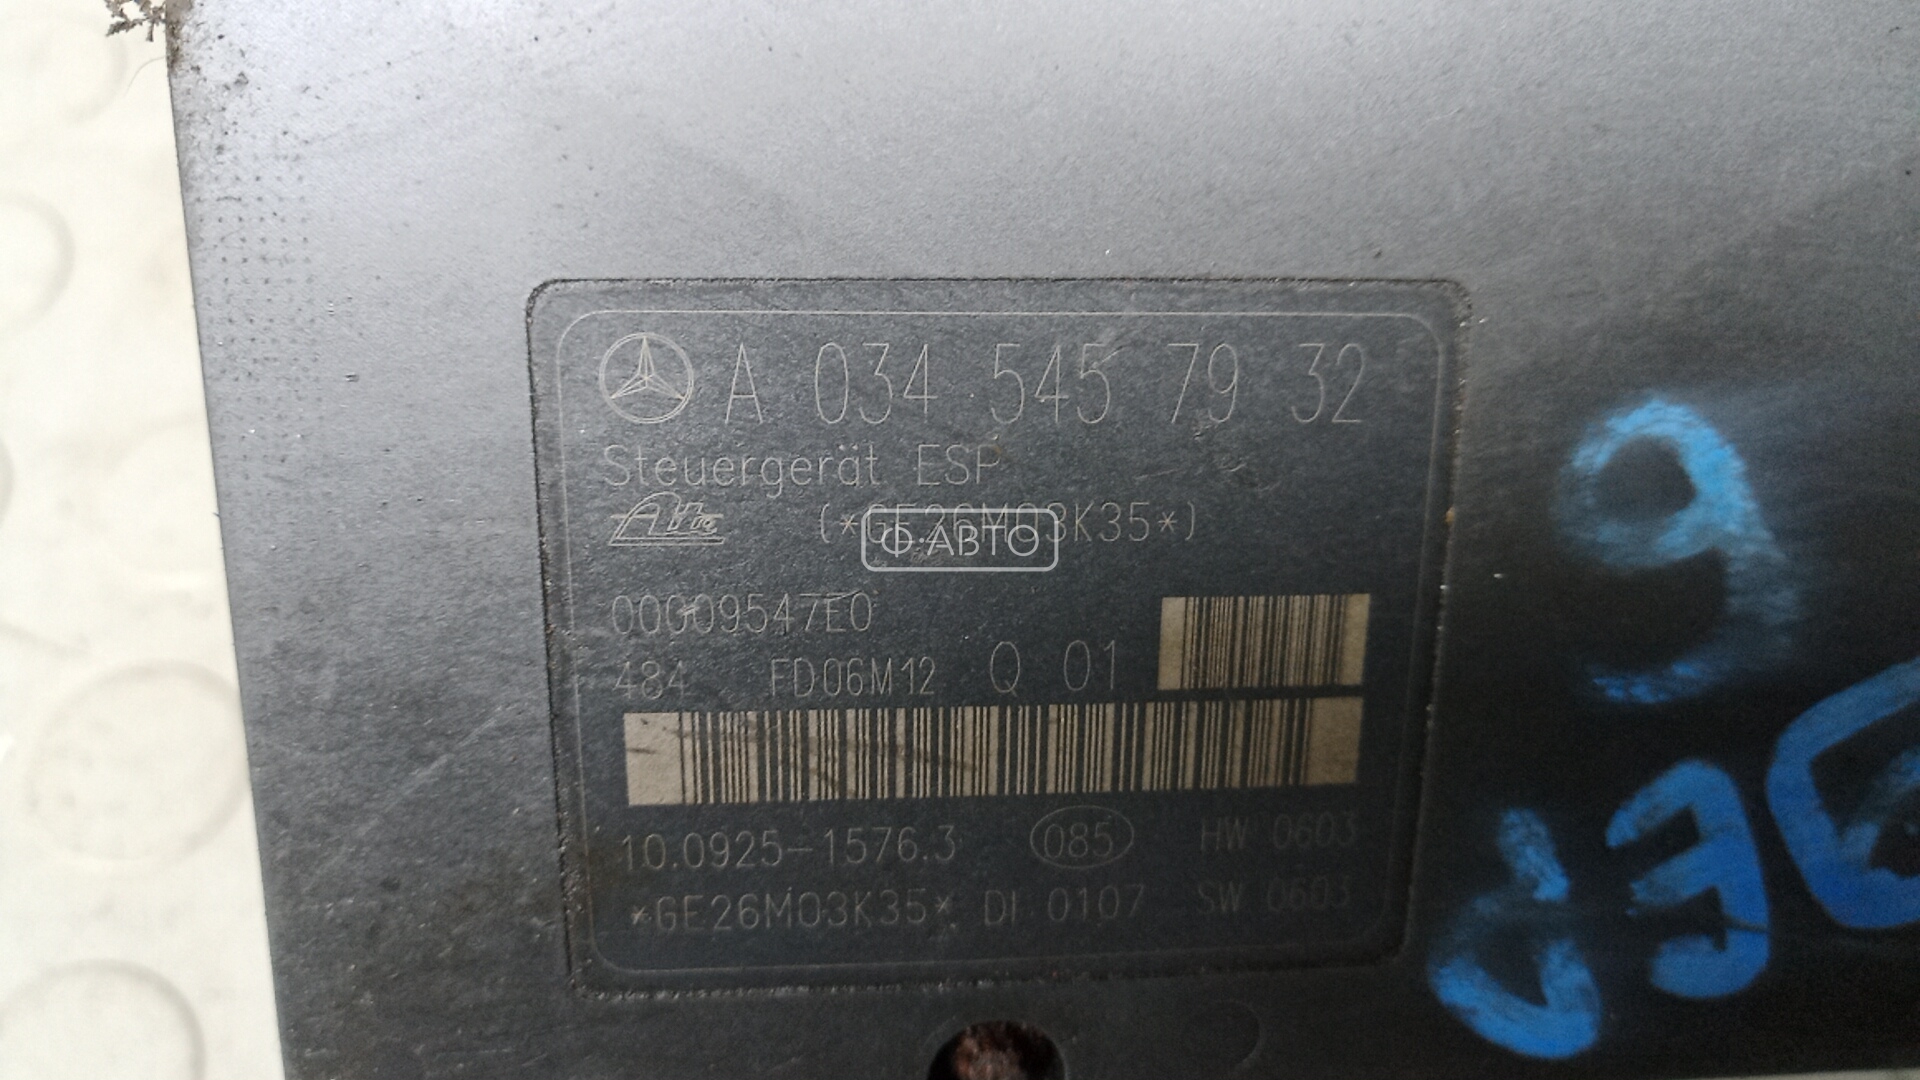 A 034 545 79 32
Steuergerät ESP
Ate (*GE26M03K35*)
Ф·АВТО
00009547E0
484 FD06M12 Q 01
10.0925-1576.3 085 HW 0603
*GE26M03K35* DI 0107 SW 0603